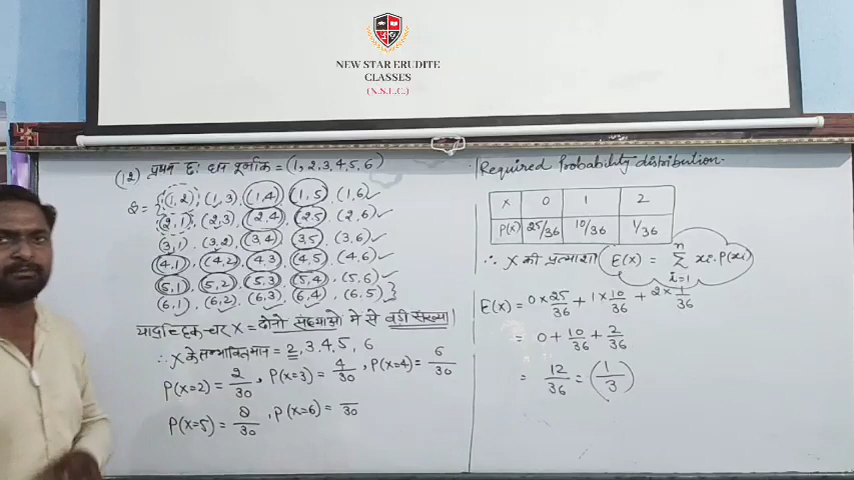 NEW STAR ERUDITE
CLASSES
(N.S.E.C.)
(12) प्रथम छः धन पूर्णांक = (1, 2, 3, 4, 5, 6)
S = {(1,2), (1,3), (1,4), (1,5), (1,6)✓
(2,1), (2,3), (2,4), (2,5), (2,6)✓
(3,1), (3,2), (3,4), (3,5), (3,6)✓
(4,1), (4,2), (4,3), (4,5), (4,6)✓
(5,1), (5,2), (5,3), (5,4), (5,6)✓
(6,1), (6,2), (6,3), (6,4), (6,5)}
यादृच्छिक चर X = दोनो संख्याओ मे से बड़ी संख्या।
∴ X के सम्भावित मान = 2, 3, 4, 5, 6
P(X=2) = 2/30, P(X=3) = 4/30, P(X=4) = 6/30
P(X=5) = 8/30, P(X=6) = /30
Required Probability distribution.
X 0 1 2
P(X) 25/36 10/36 1/36
∴ X की प्रत्याशा E(X) = n Σ i=1 xi·P(xi)
E(X) = 0 × 25/36 + 1 × 10/36 + 2 × 1/36
= 0 + 10/36 + 2/36
= 12/36 = (1/3)